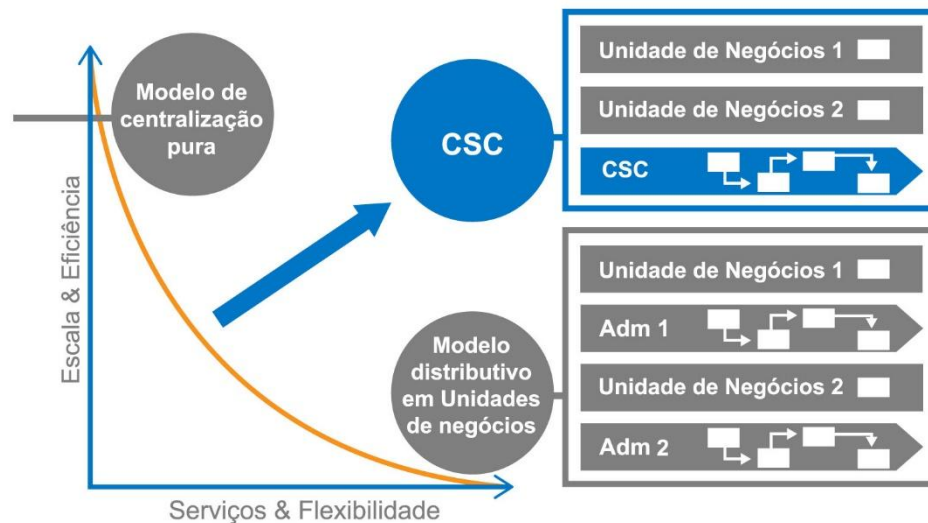 Escala & Eficiência
Modelo de
centralização
pura
CSC
Unidade de Negócios 1
Unidade de Negócios 2
CSC
Modelo
distributivo
em Unidades
de negócios
Unidade de Negócios 1
Adm 1
Unidade de Negócios 2
Adm 2
Serviços & Flexibilidade